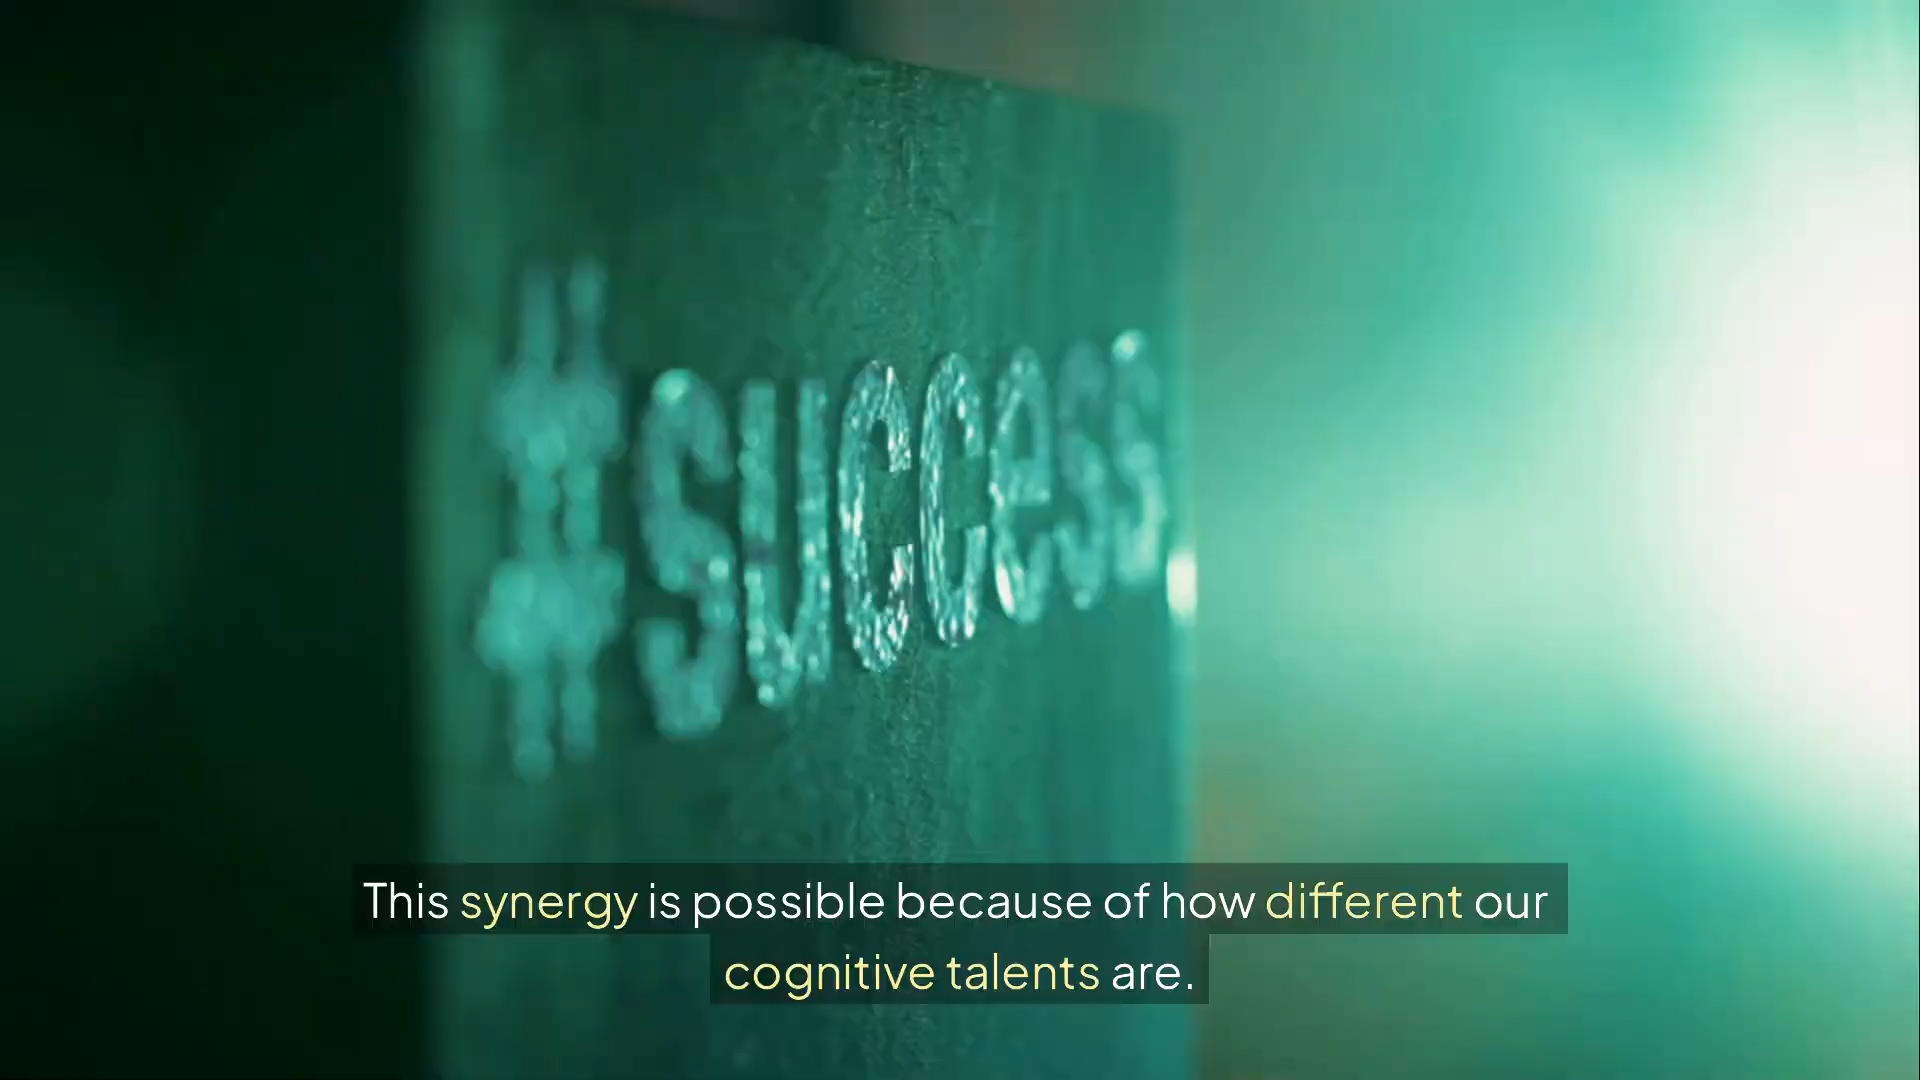 #success
This synergy is possible because of how different our
cognitive talents are.